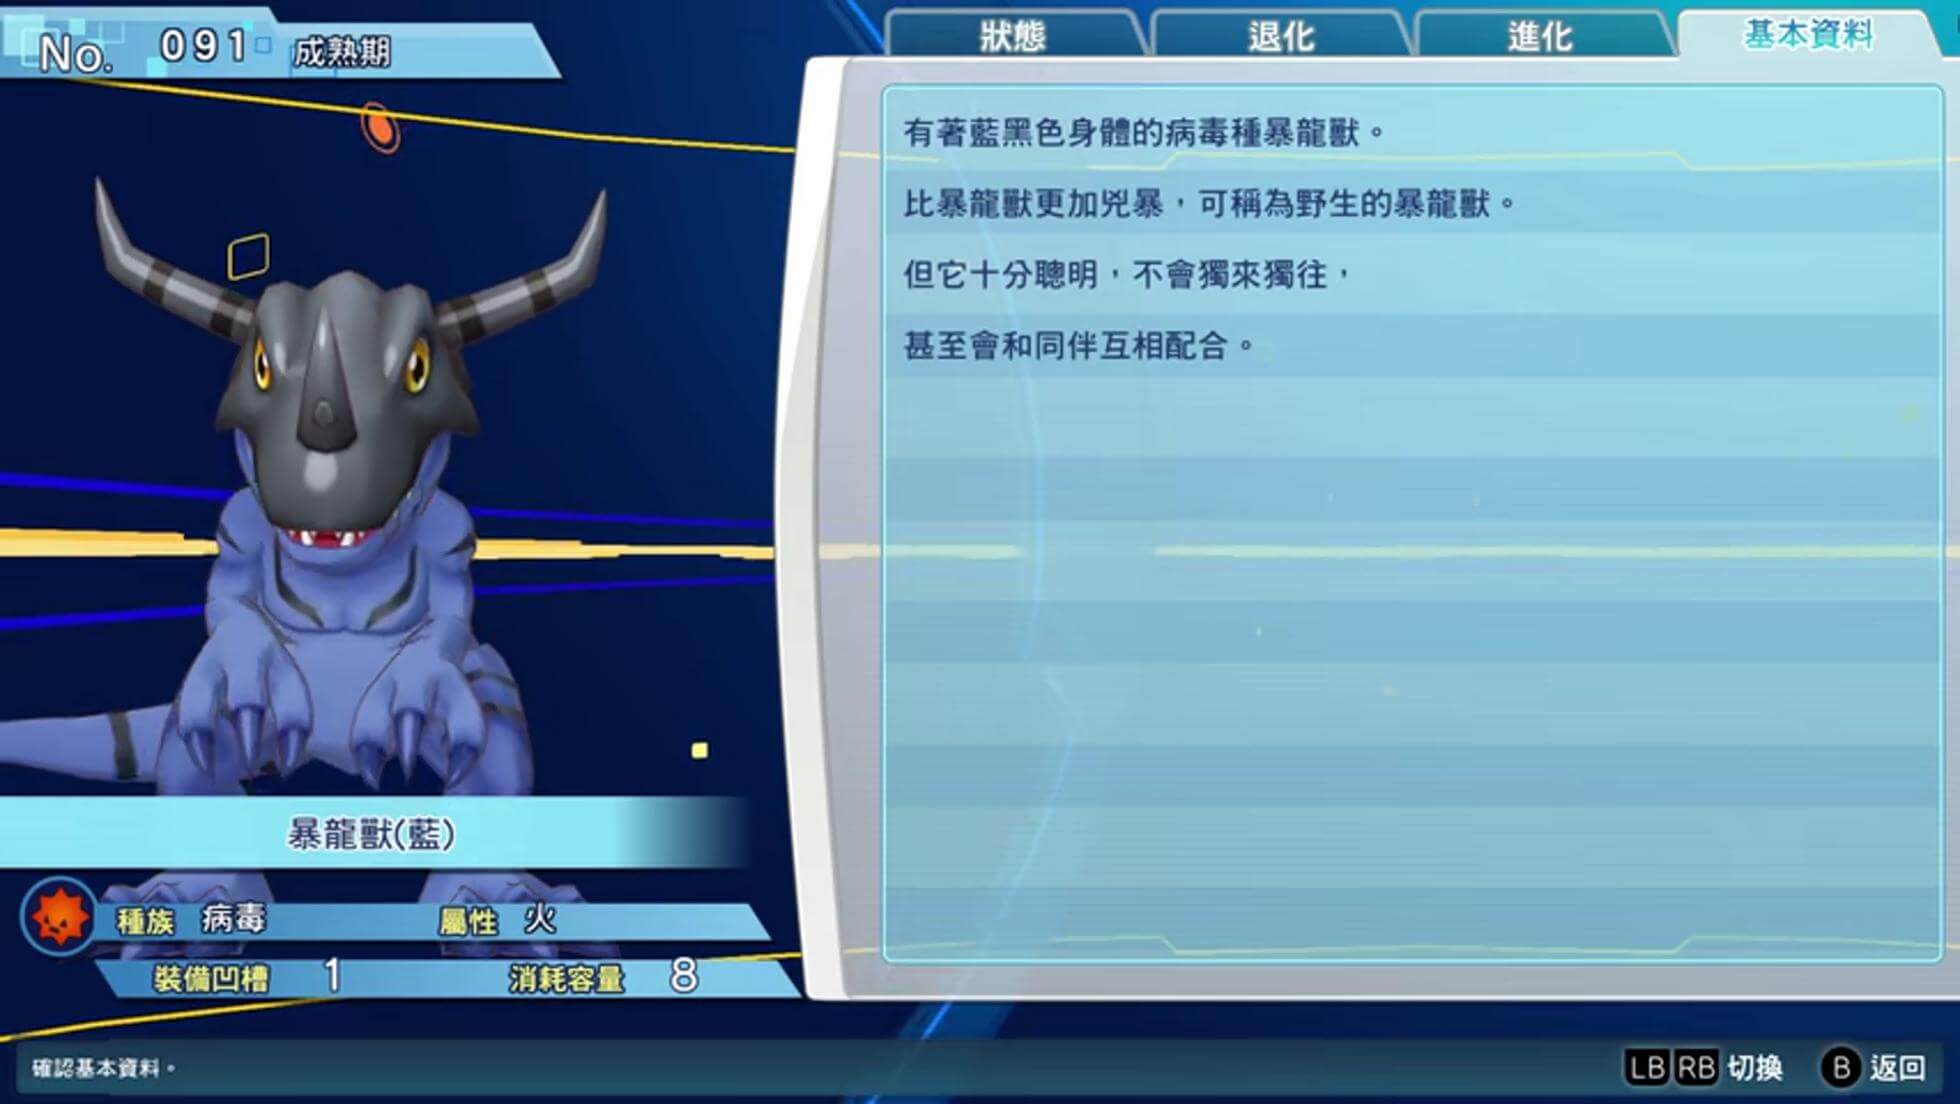 No. 091 成熟期
狀態 退化 進化 基本資料
有著藍黑色身體的病毒種暴龍獸。
比暴龍獸更加兇暴，可稱為野生的暴龍獸。
但它十分聰明，不會獨來獨往，
甚至會和同伴互相配合。
暴龍獸(藍)
種族 病毒 屬性 火
裝備凹槽 1 消耗容量 8
確認基本資料。
LB RB 切換 B 返回